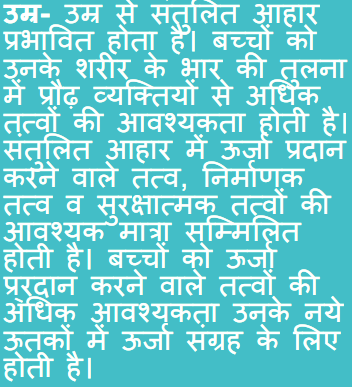 उम्र- उम्र से संतुलित आहार
प्रभावित होता है। बच्चों को
उनके शरीर के भार की तुलना
में प्रौढ़ व्यक्तियों से अधिक
तत्वों की आवश्यकता होती है।
संतुलित आहार में ऊर्जा प्रदान
करने वाले तत्व, निर्माणक
तत्व व सुरक्षात्मक तत्वों की
आवश्यक मात्रा सम्मिलित
होती है। बच्चों को ऊर्जा
प्रर्दान करने वाले तत्वों की
अधिक आवश्यकता उनके नये
ऊतकों में ऊर्जा संग्रह के लिए
होती है।